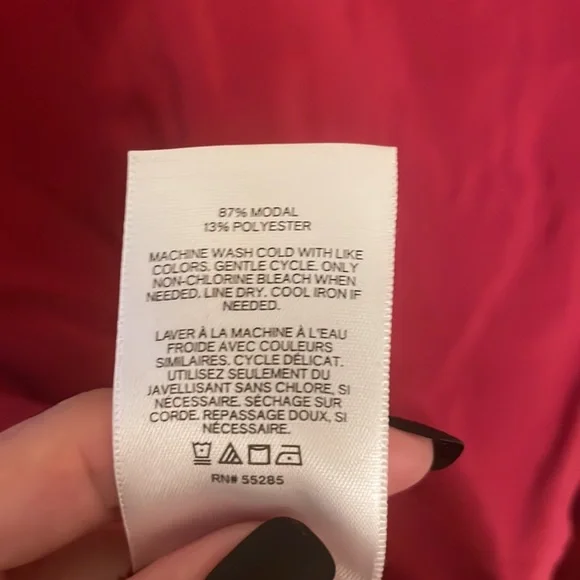 87% MODAL
13% POLYESTER
MACHINE WASH COLD WITH LIKE
COLORS. GENTLE CYCLE. ONLY
NON-CHLORINE BLEACH WHEN
NEEDED. LINE DRY. COOL IRON IF
NEEDED.
LAVER À LA MACHINE À L'EAU
FROIDE AVEC COULEURS
SIMILAIRES. CYCLE DÉLICAT.
UTILISEZ SEULEMENT DU
JAVELLISANT SANS CHLORE, SI
NÉCESSAIRE. SÉCHAGE SUR
CORDE. REPASSAGE DOUX, SI
NÉCESSAIRE.
RN# 55285